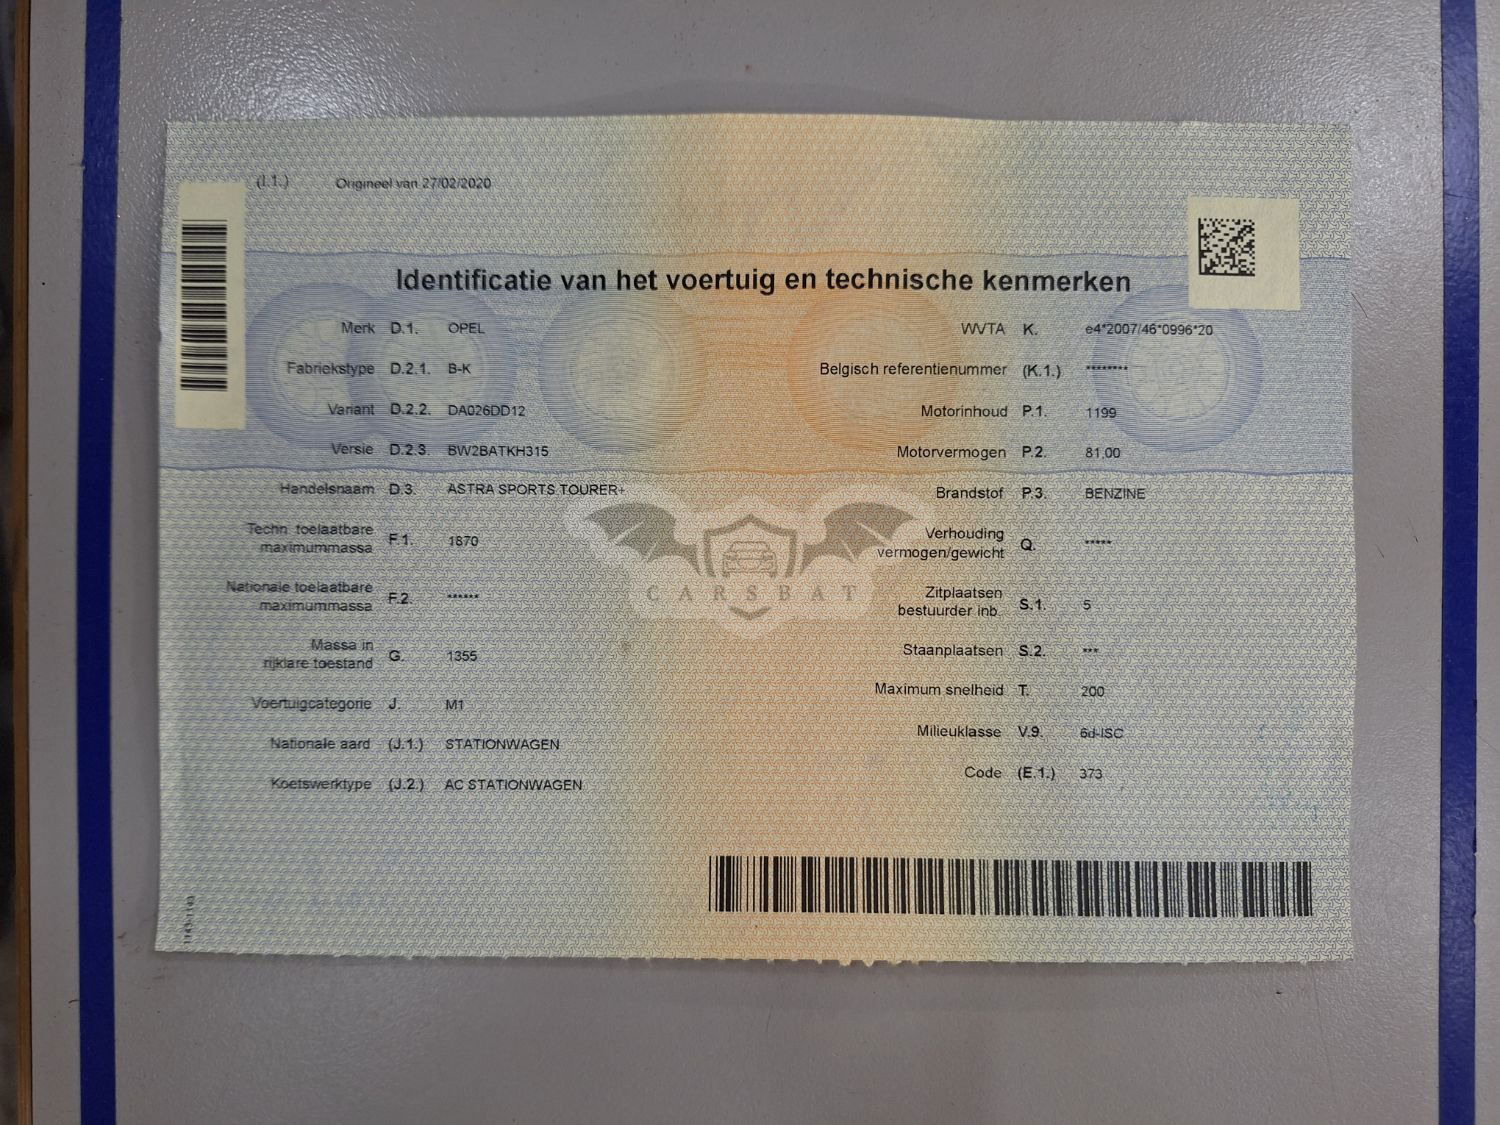 (I.1.) Origineel van 27/02/2020
Identificatie van het voertuig en technische kenmerken
Merk D.1. OPEL
Fabriekstype D.2.1. B-K
Variant D.2.2. DA026DD12
Versie D.2.3. BW2BATKH315
Handelsnaam D.3. ASTRA SPORTS TOURER+
Techn. toelaatbare
maximummassa F.1. 1870
Nationale toelaatbare
maximummassa F.2. ******
Massa in
rijklare toestand G. 1355
Voertuigcategorie J. M1
Nationale aard (J.1.) STATIONWAGEN
Koetswerktype (J.2.) AC STATIONWAGEN
WVTA K. e4*2007/46*0996*20
Belgisch referentienummer (K.1.) ********
Motorinhoud P.1. 1199
Motorvermogen P.2. 81,00
Brandstof P.3. BENZINE
Verhouding
vermogen/gewicht Q. *****
Zitplaatsen
bestuurder inb. S.1. 5
Staanplaatsen S.2. ***
Maximum snelheid T. 200
Milieuklasse V.9. 6d-ISC
Code (E.1.) 373
CARSBAT